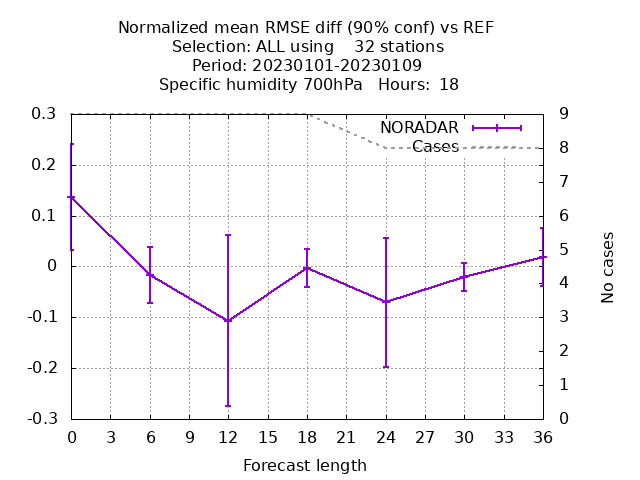 Normalized mean RMSE diff (90% conf) vs REF
Selection: ALL using    32 stations
Period: 20230101-20230109
Specific humidity 700hPa   Hours:  18
NORADAR
Cases
0.3
0.2
0.1
0
-0.1
-0.2
-0.3
9
8
7
6
5
4
3
2
1
0
No cases
0 3 6 9 12 15 18 21 24 27 30 33 36
Forecast length